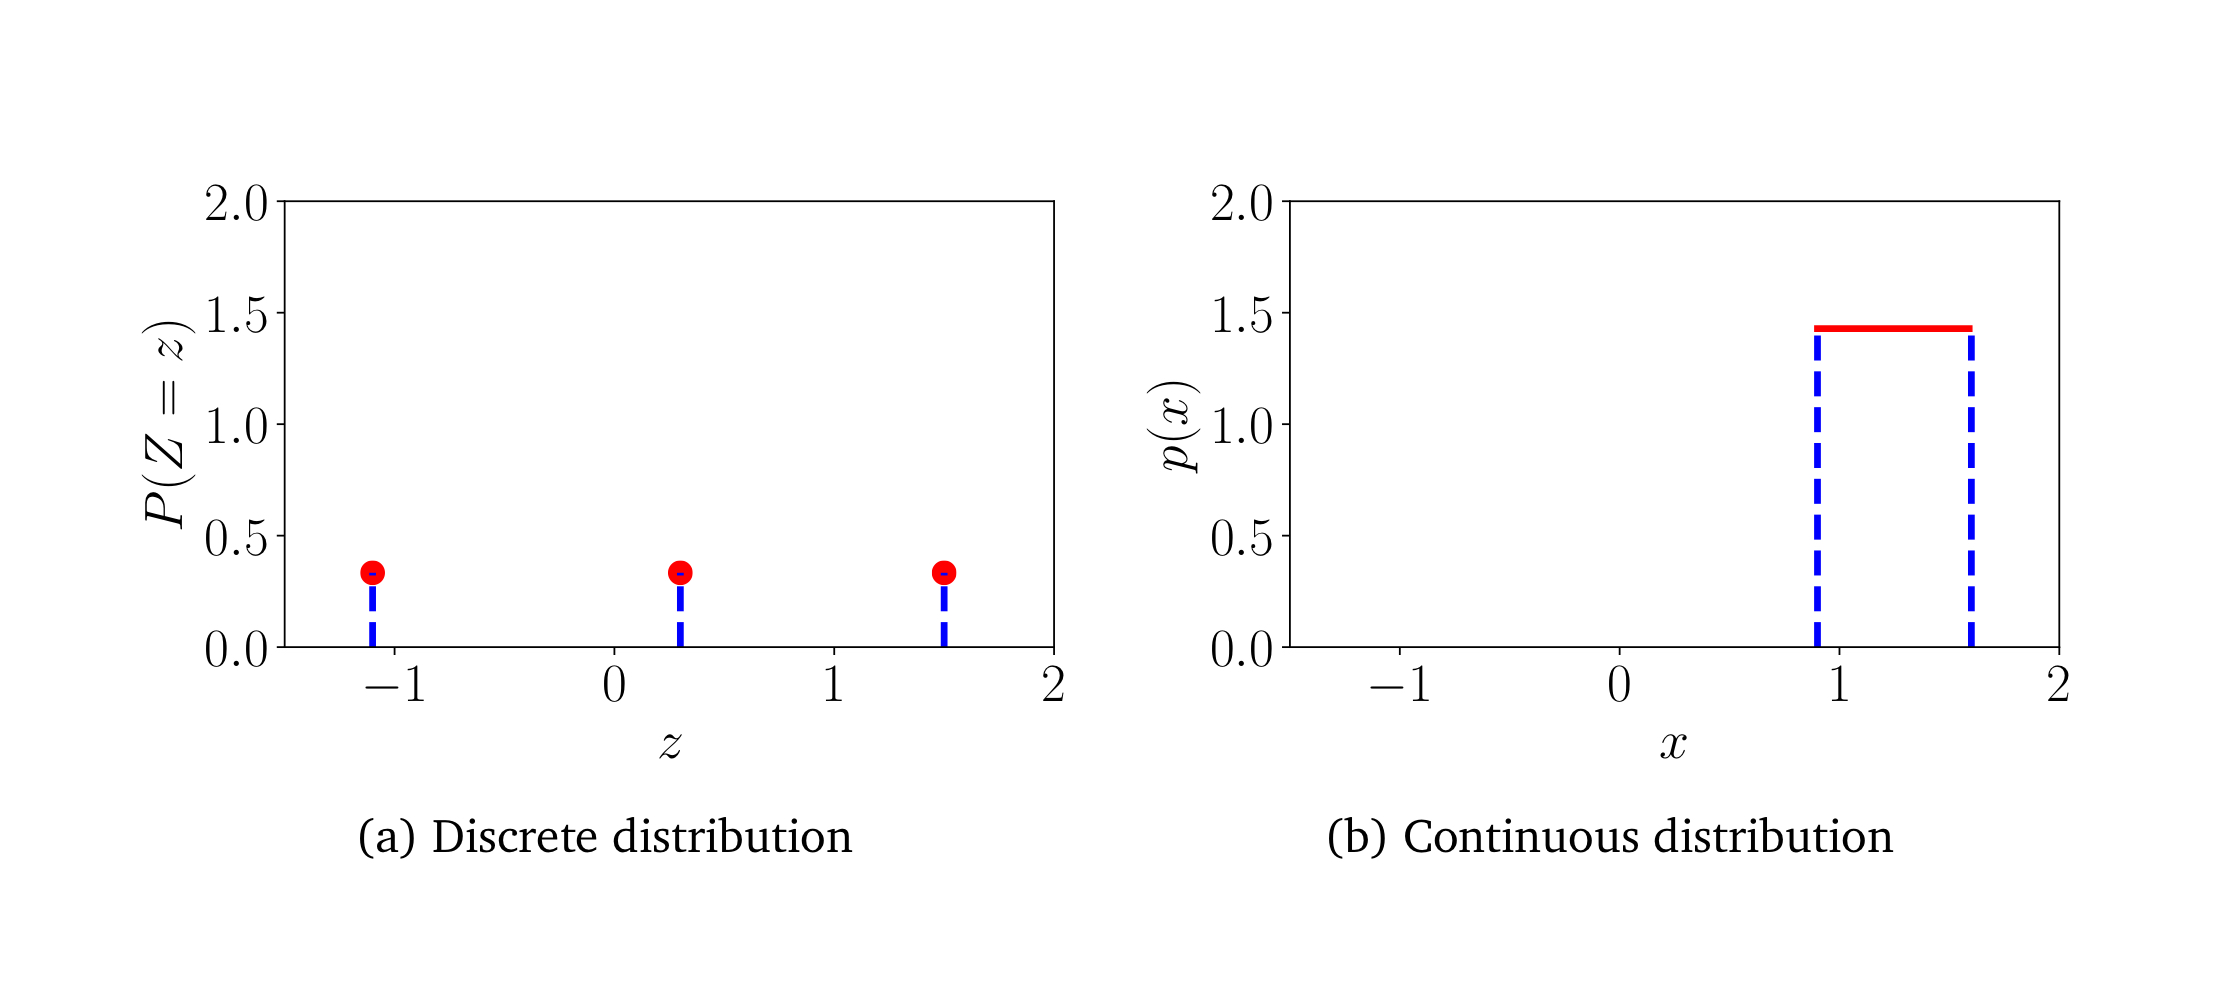 2.0
1.5
1.0
0.5
0.0
P(Z = z)
−1 0 1 2
z
(a) Discrete distribution
2.0
1.5
1.0
0.5
0.0
p(x)
−1 0 1 2
x
(b) Continuous distribution